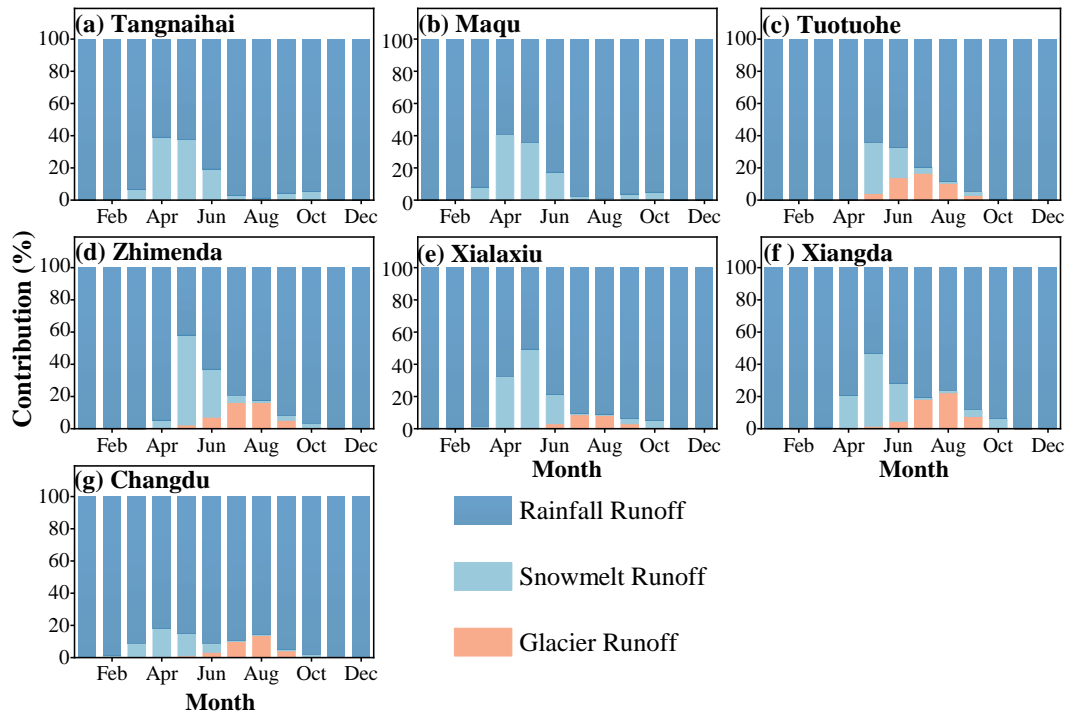 (a) Tangnaihai
(b) Maqu
(c) Tuotuohe
100
80
60
40
20
0
100
80
60
40
20
0
100
80
60
40
20
0
Feb Apr Jun Aug Oct Dec
Feb Apr Jun Aug Oct Dec
Feb Apr Jun Aug Oct Dec
Contribution (%)
(d) Zhimenda
(e) Xialaxiu
(f ) Xiangda
100
80
60
40
20
0
100
80
60
40
20
0
100
80
60
40
20
0
Feb Apr Jun Aug Oct Dec
Feb Apr Jun Aug Oct Dec
Feb Apr Jun Aug Oct Dec
Month
Month
(g) Changdu
100
80
60
40
20
0
Feb Apr Jun Aug Oct Dec
Month
Rainfall Runoff
Snowmelt Runoff
Glacier Runoff